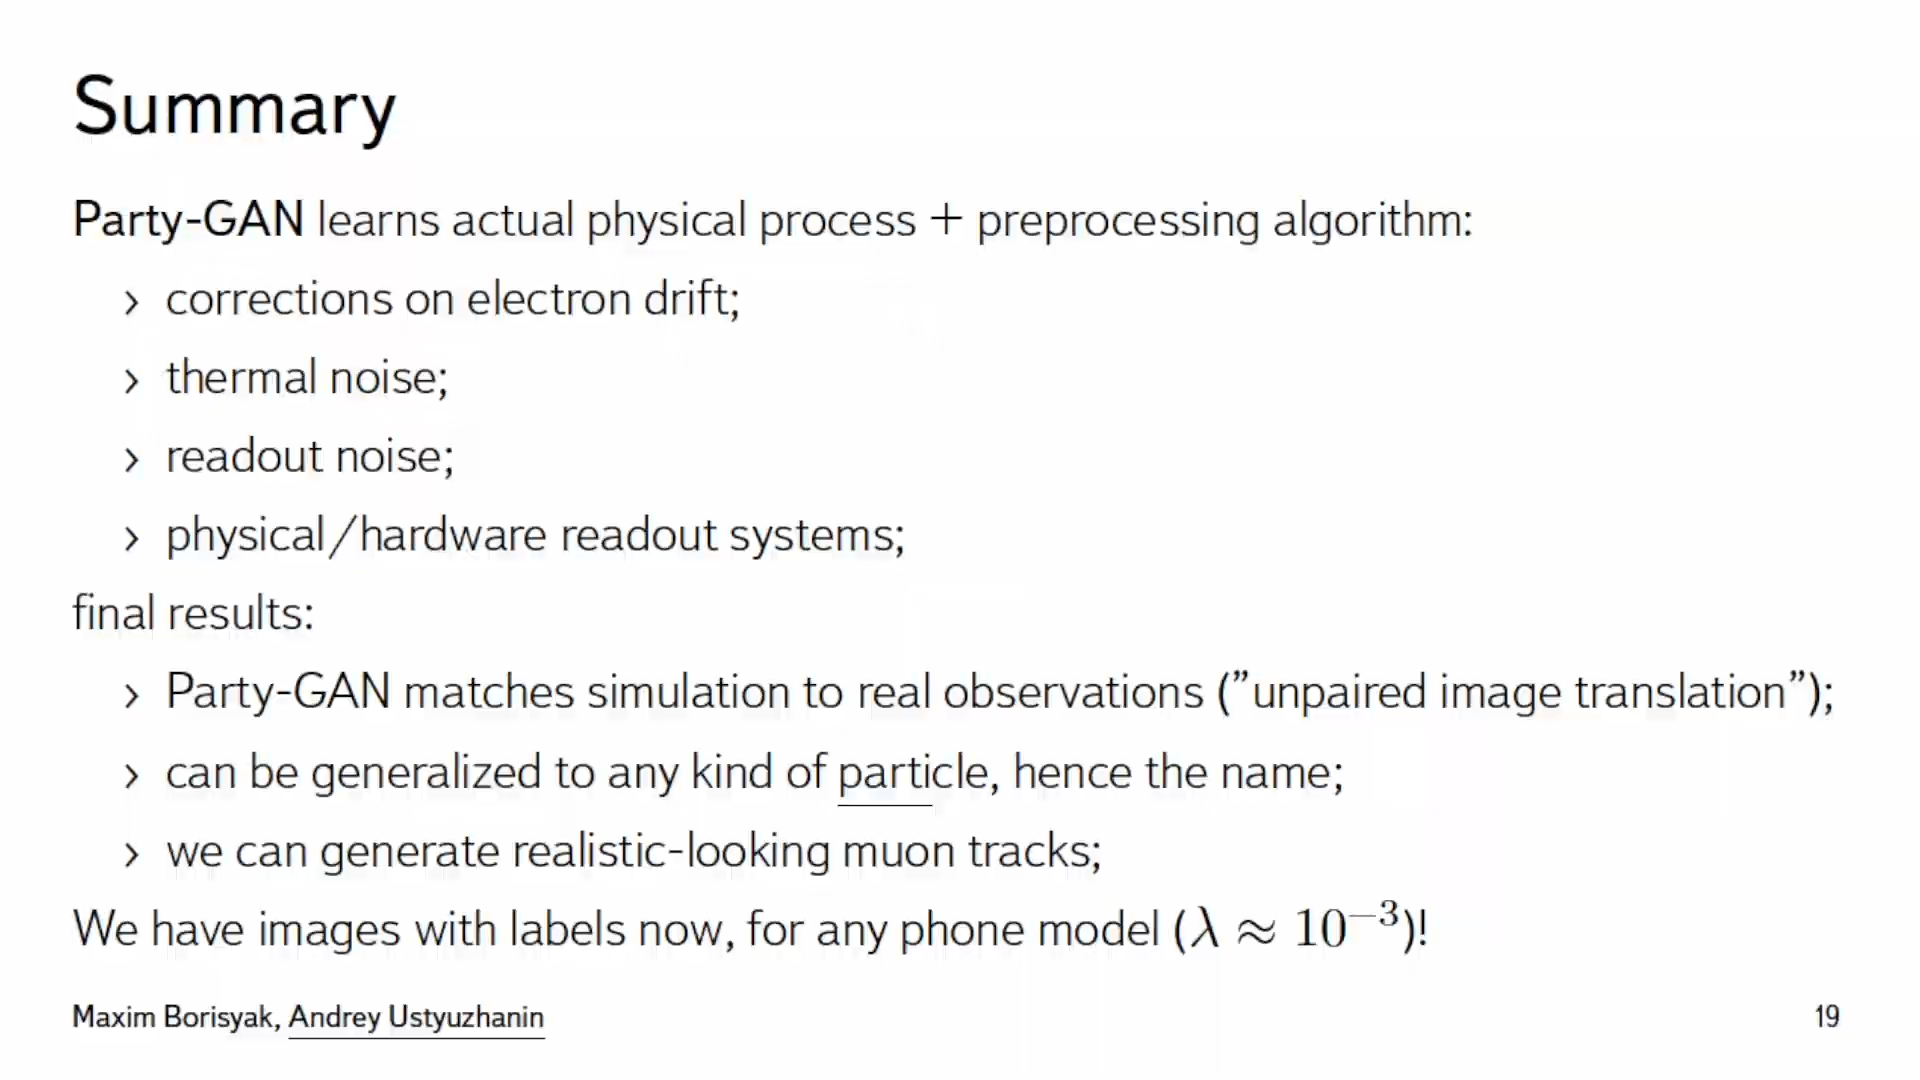 Summary
Party-GAN learns actual physical process + preprocessing algorithm:
› corrections on electron drift;
› thermal noise;
› readout noise;
› physical/hardware readout systems;
final results:
› Party-GAN matches simulation to real observations (”unpaired image translation”);
› can be generalized to any kind of particle, hence the name;
› we can generate realistic-looking muon tracks;
We have images with labels now, for any phone model (λ ≈ 10⁻³)!
Maxim Borisyak, Andrey Ustyuzhanin
19